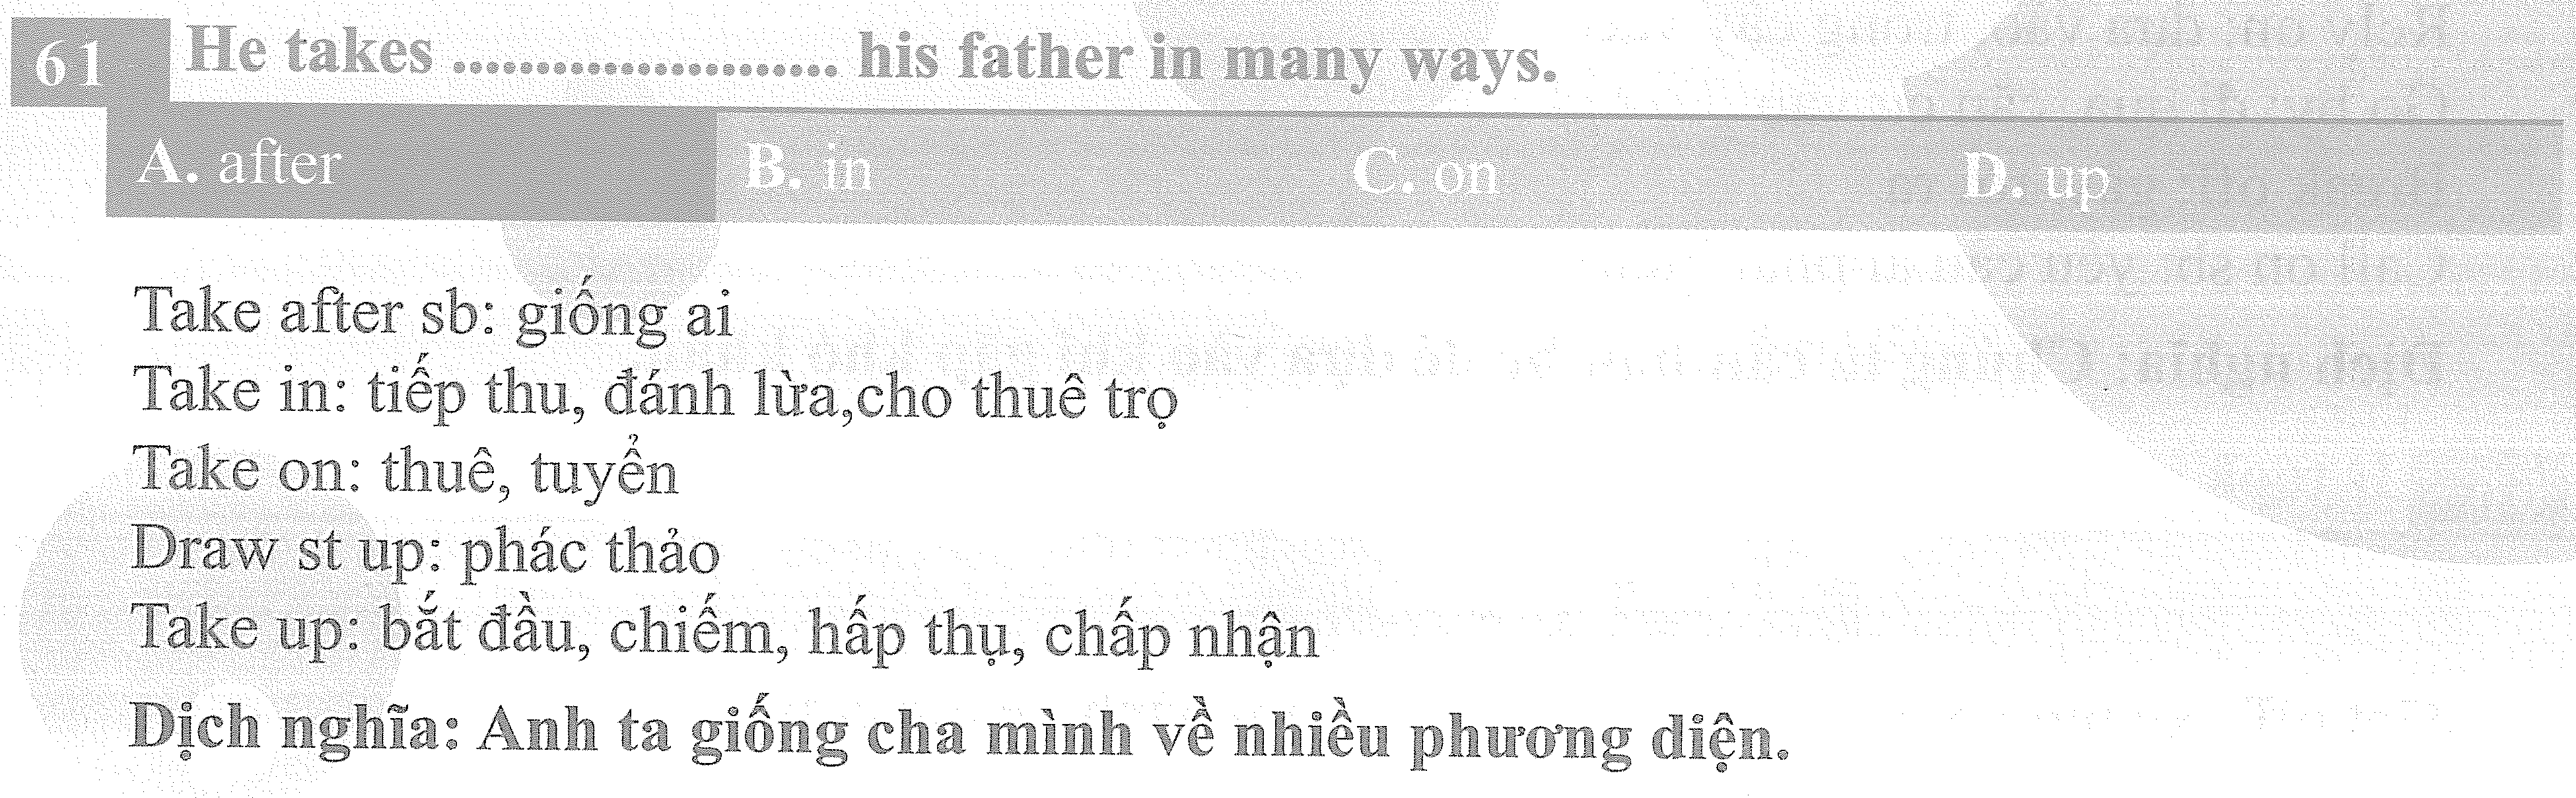 61 He takes ....................... his father in many ways.
A. after B. in C. on D. up
Take after sb: giống ai
Take in: tiếp thu, đánh lừa,cho thuê trọ
Take on: thuê, tuyển
Draw st up: phác thảo
Take up: bắt đầu, chiếm, hấp thụ, chấp nhận
Dịch nghĩa: Anh ta giống cha mình về nhiều phương diện.